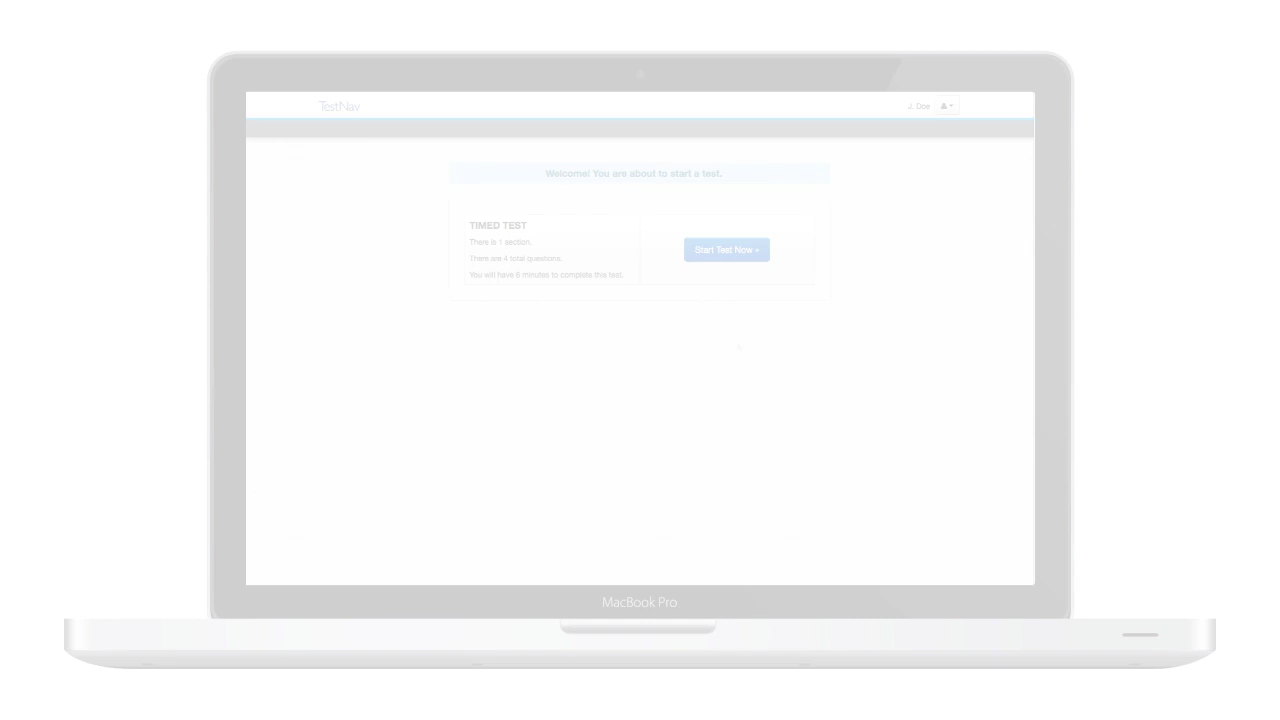 TestNav
J. Doe
Welcome! You are about to start a test.
TIMED TEST
There is 1 section.
There are 4 total questions.
You will have 6 minutes to complete this test.
Start Test Now »
MacBook Pro